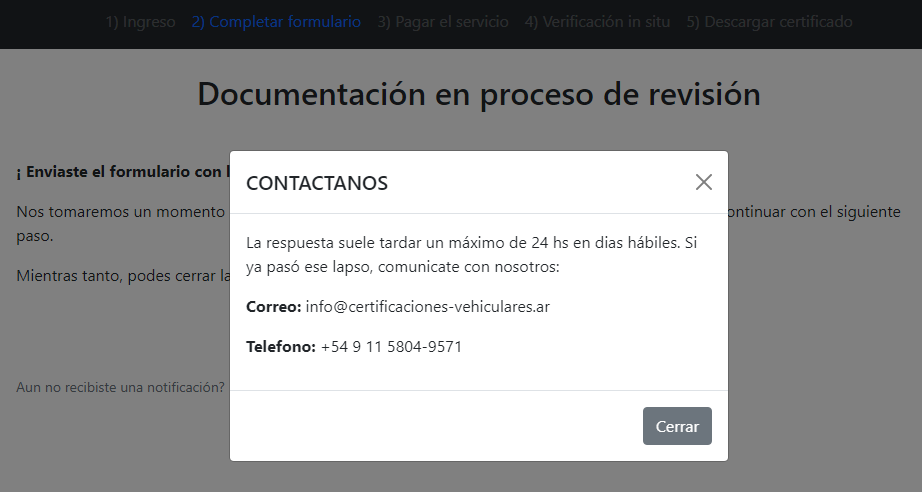 1) Ingreso 2) Completar formulario 3) Pagar el servicio 4) Verificación in situ 5) Descargar certificado
Documentación en proceso de revisión
¡ Enviaste el formulario con
Nos tomaremos un momento
ontinuar con el siguiente
paso.
Mientras tanto, podes cerrar la
Aun no recibiste una notificación?
CONTACTANOS
La respuesta suele tardar un máximo de 24 hs en dias hábiles. Si
ya pasó ese lapso, comunicate con nosotros:
Correo: info@certificaciones-vehiculares.ar
Telefono: +54 9 11 5804-9571
Cerrar